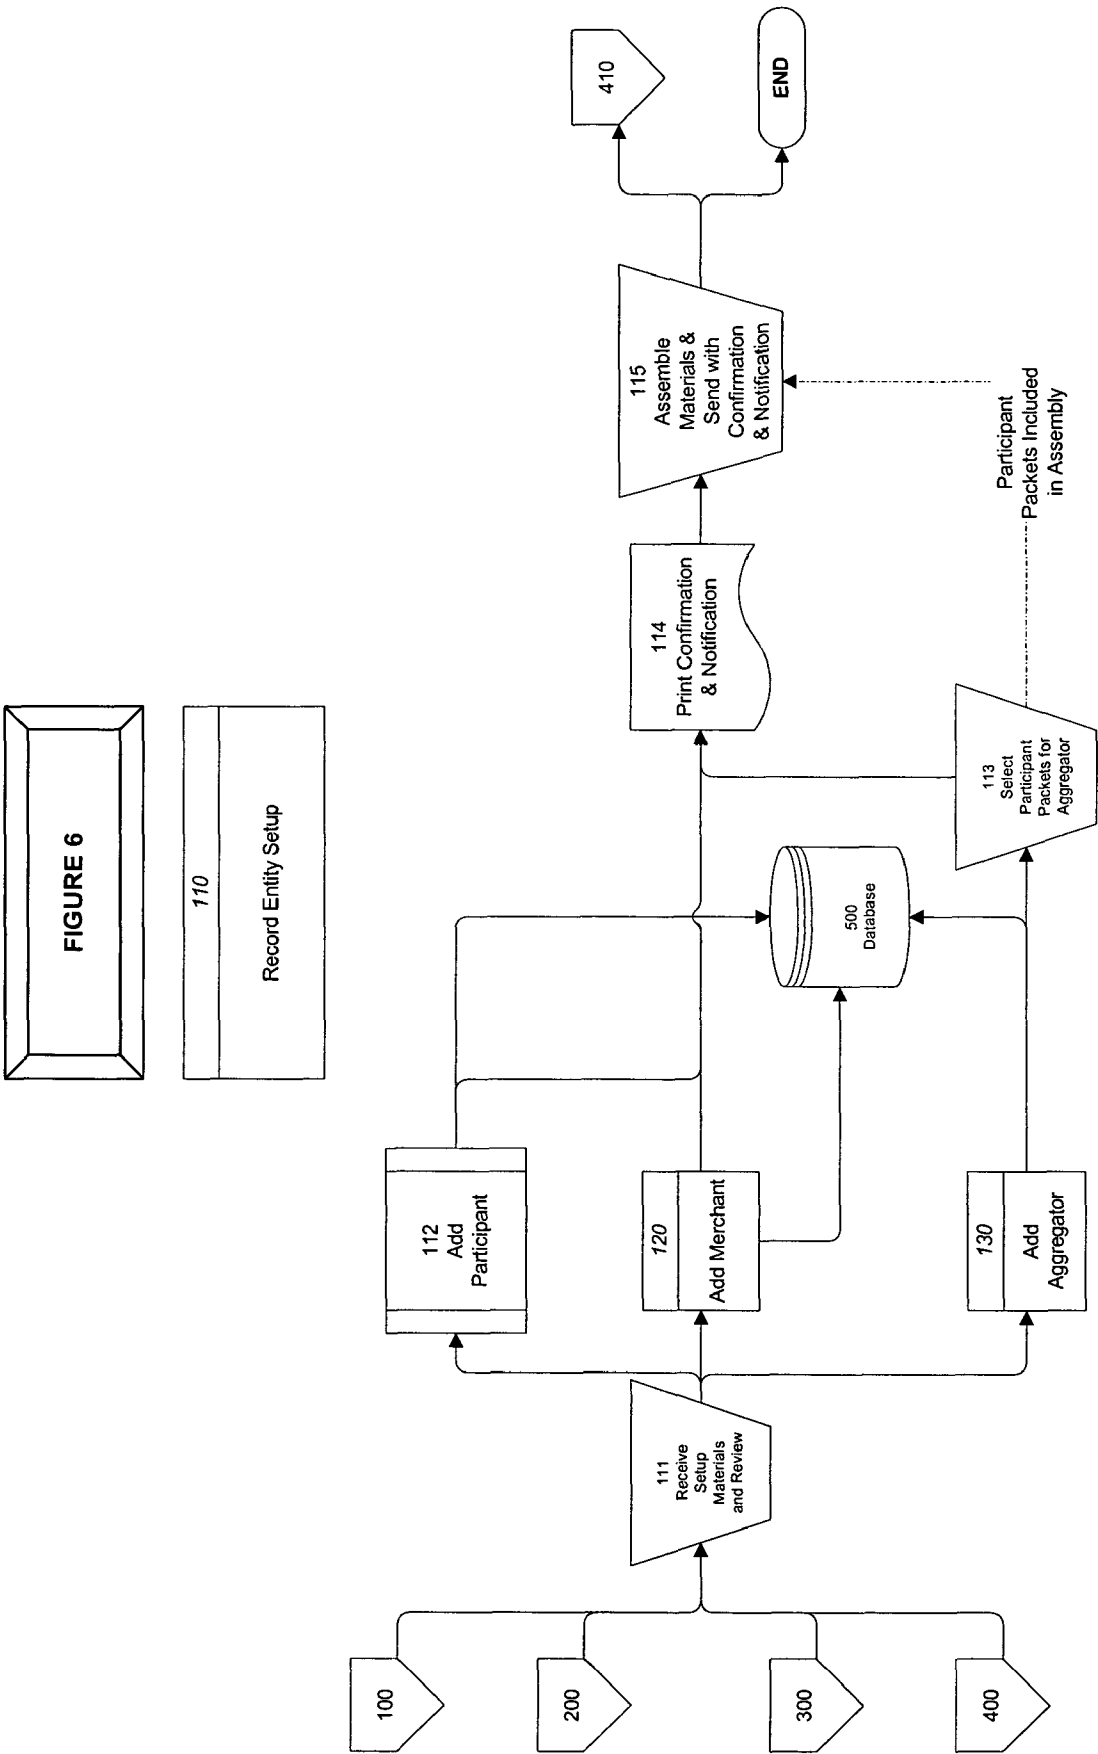 FIGURE 6
110
Record Entity Setup
100
200
300
400
111
Receive
Setup
Materials
and Review
112
Add
Participant
120
Add Merchant
130
Add
Aggregator
500
Database
113
Select
Participant
Packets for
Aggregator
114
Print Confirmation
& Notification
Participant
Packets Included
in Assembly
115
Assemble
Materials &
Send with
Confirmation
& Notification
410
END